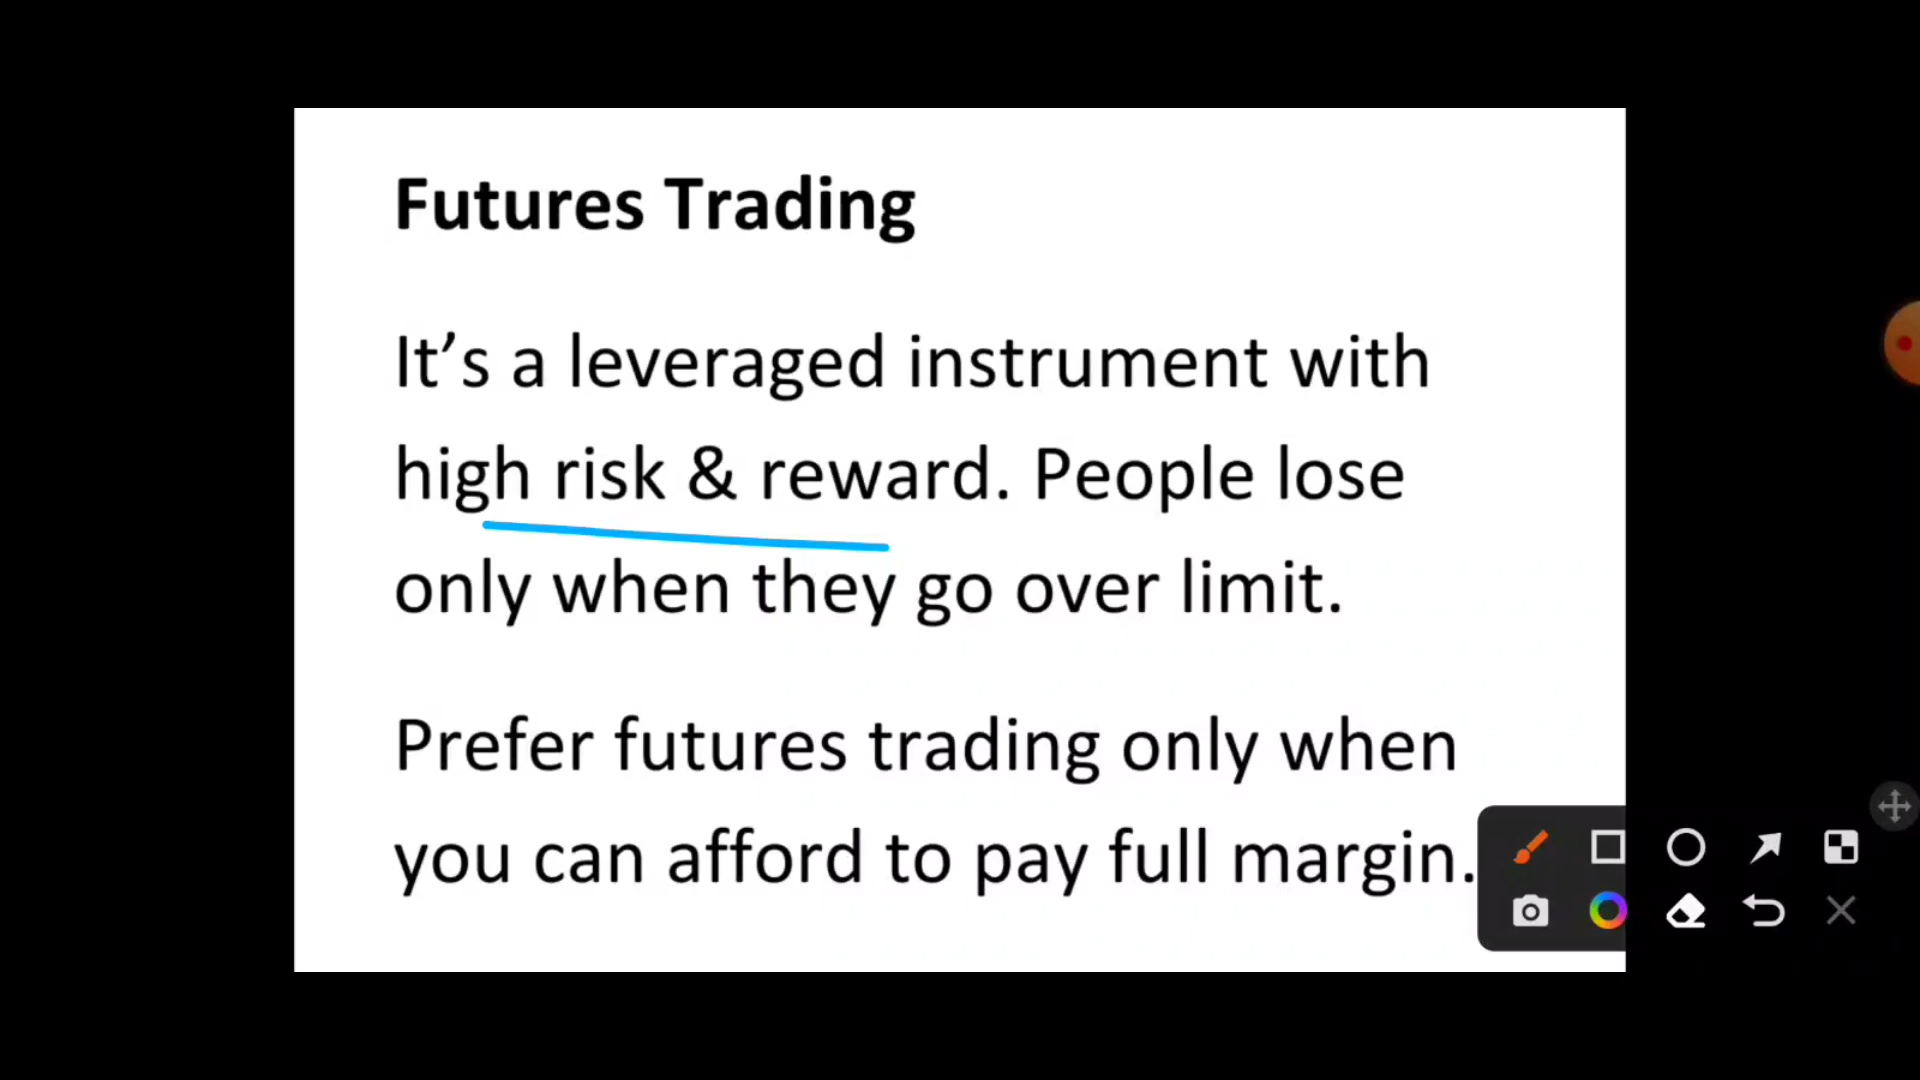 Futures Trading
It’s a leveraged instrument with
high risk & reward. People lose
only when they go over limit.
Prefer futures trading only when
you can afford to pay full margin.